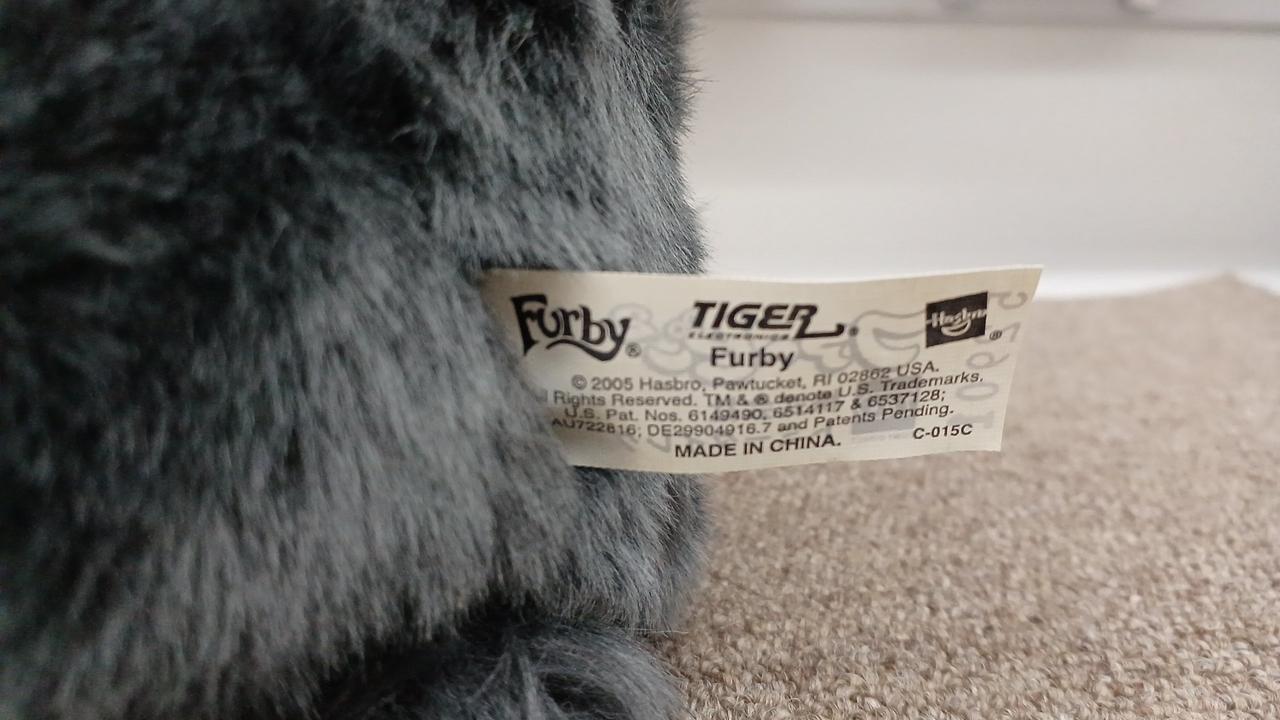 Furby®
TIGER®
ELECTRONICS
Hasbro®
Furby
© 2005 Hasbro, Pawtucket, RI 02862 USA.
Rights Reserved. TM & ® denote U.S. Trademarks.
U.S. Pat. Nos. 6149490, 6514117 & 6537128;
AU722816; DE29904916.7 and Patents Pending.
MADE IN CHINA.
C-015C